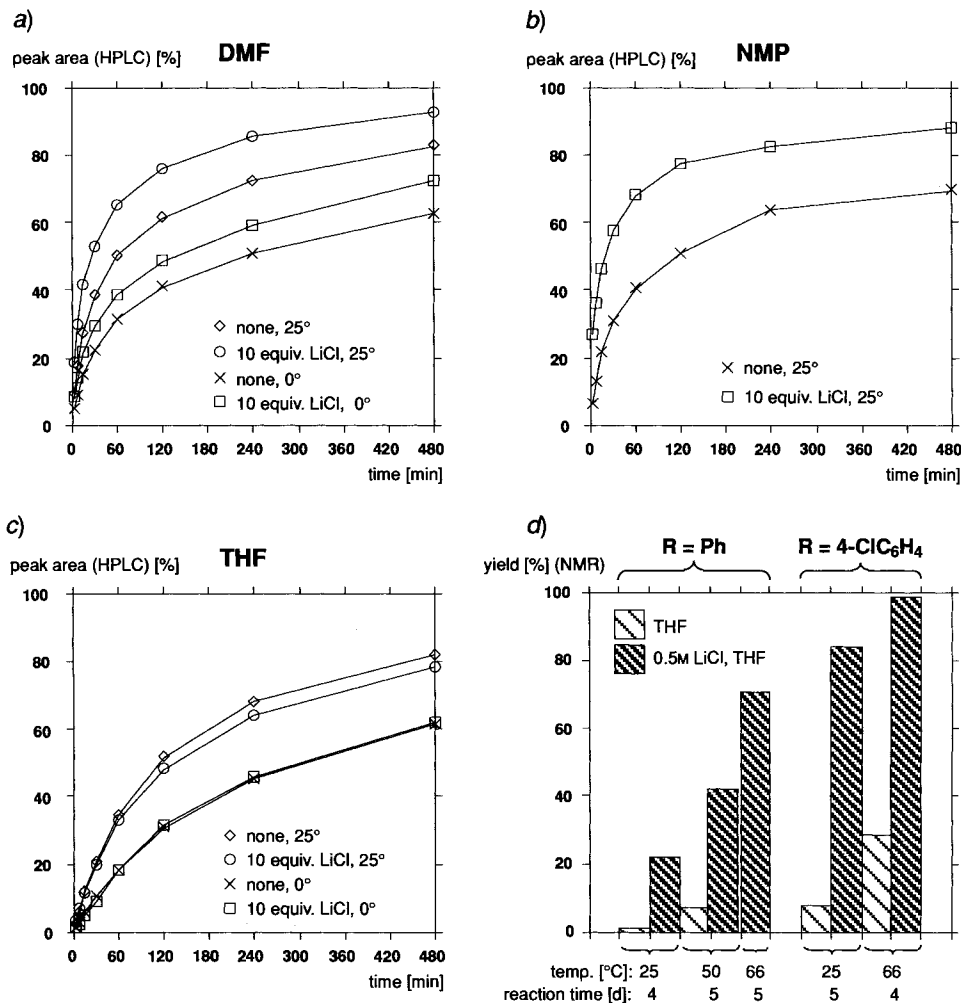 a)
DMF
peak area (HPLC) [%]
100
80
60
40
20
0
none, 25°
10 equiv. LiCl, 25°
none, 0°
10 equiv. LiCl, 0°
0 60 120 180 240 300 360 420 480
time [min]
b)
NMP
peak area (HPLC) [%]
100
80
60
40
20
0
none, 25°
10 equiv. LiCl, 25°
0 60 120 180 240 300 360 420 480
time [min]
c)
THF
peak area (HPLC) [%]
100
80
60
40
20
0
none, 25°
10 equiv. LiCl, 25°
none, 0°
10 equiv. LiCl, 0°
0 60 120 180 240 300 360 420 480
time [min]
d)
R = Ph R = 4-ClC₆H₄
yield [%] (NMR)
100
80
60
40
20
0
THF
0.5M LiCl, THF
temp. [°C]: 25 50 66 25 66
reaction time [d]: 4 5 5 5 4